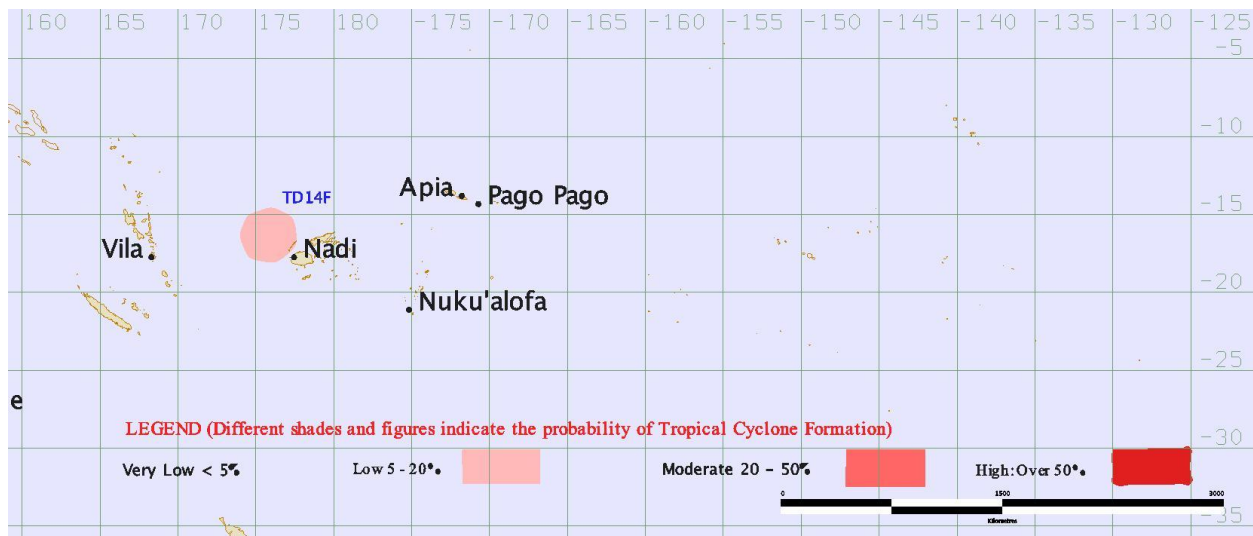 160 165 170 175 180 -175 -170 -165 -160 -155 -150 -145 -140 -135 -130 -125
-5
-10
Apia Pago Pago
TD14F
-15
Vila Nadi
-20
Nuku'alofa
-25
e
LEGEND (Different shades and figures indicate the probability of Tropical Cyclone Formation)
-30
Very Low < 5% Low 5 - 20% Moderate 20 - 50% High: Over 50%
0 1500 3000
Kilometres
-35